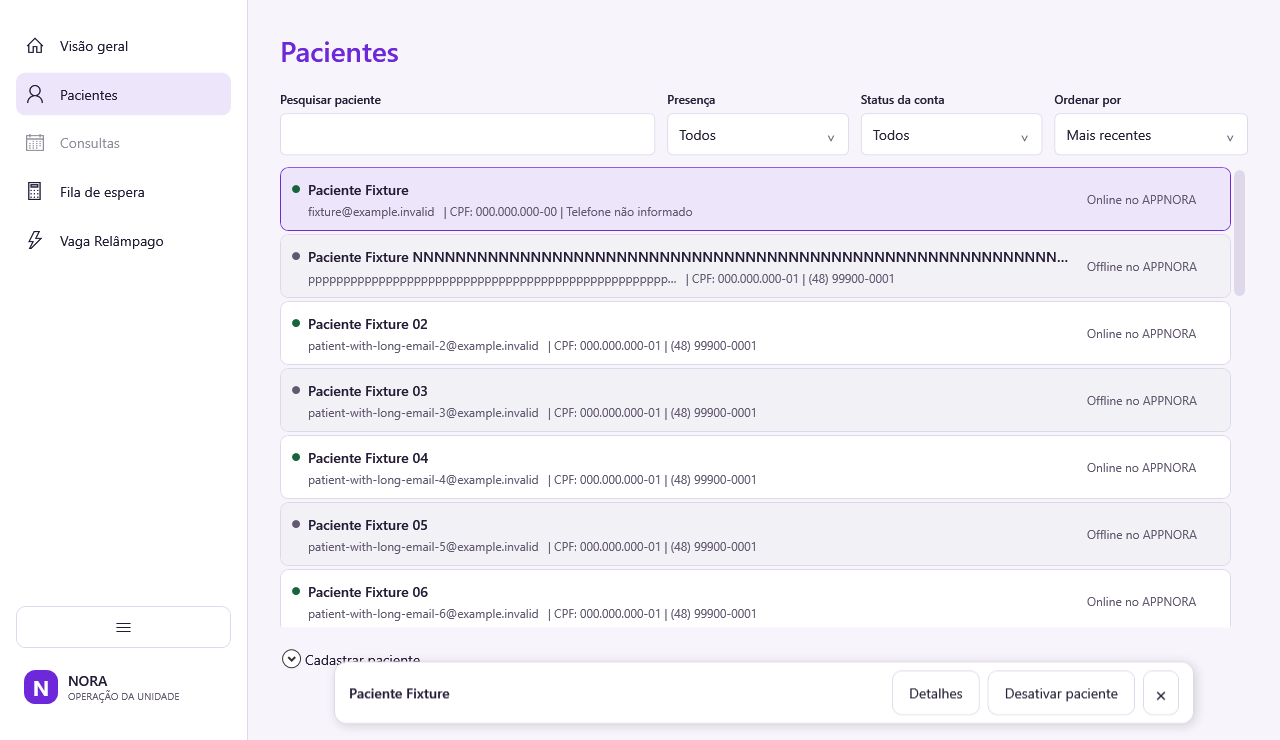 Visão geral
Pacientes
Consultas
Fila de espera
Vaga Relâmpago
N
NORA
OPERAÇÃO DA UNIDADE
Pacientes
Pesquisar paciente
Presença
Status da conta
Ordenar por
Todos
Todos
Mais recentes
Paciente Fixture
fixture@example.invalid | CPF: 000.000.000-00 | Telefone não informado
Online no APPNORA
Paciente Fixture NNNNNNNNNNNNNNNNNNNNNNNNNNNNNNNNNNNNNNNNNNNNNNNNNNNNNN...
pppppppppppppppppppppppppppppppppppppppppppppppppppp... | CPF: 000.000.000-01 | (48) 99900-0001
Offline no APPNORA
Paciente Fixture 02
patient-with-long-email-2@example.invalid | CPF: 000.000.000-01 | (48) 99900-0001
Online no APPNORA
Paciente Fixture 03
patient-with-long-email-3@example.invalid | CPF: 000.000.000-01 | (48) 99900-0001
Offline no APPNORA
Paciente Fixture 04
patient-with-long-email-4@example.invalid | CPF: 000.000.000-01 | (48) 99900-0001
Online no APPNORA
Paciente Fixture 05
patient-with-long-email-5@example.invalid | CPF: 000.000.000-01 | (48) 99900-0001
Offline no APPNORA
Paciente Fixture 06
patient-with-long-email-6@example.invalid | CPF: 000.000.000-01 | (48) 99900-0001
Online no APPNORA
Cadastrar paciente
Paciente Fixture
Detalhes
Desativar paciente